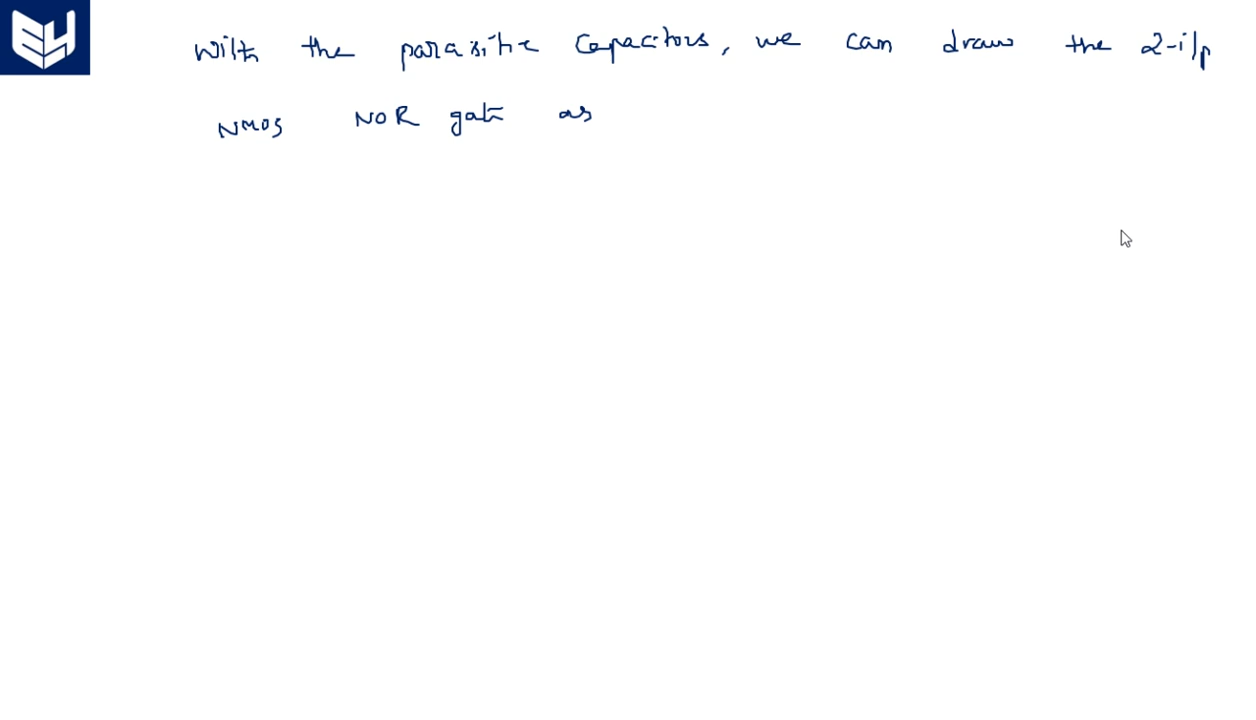 With the parasitic capacitors, we can draw the 2-i/p
NMOS NOR gate as